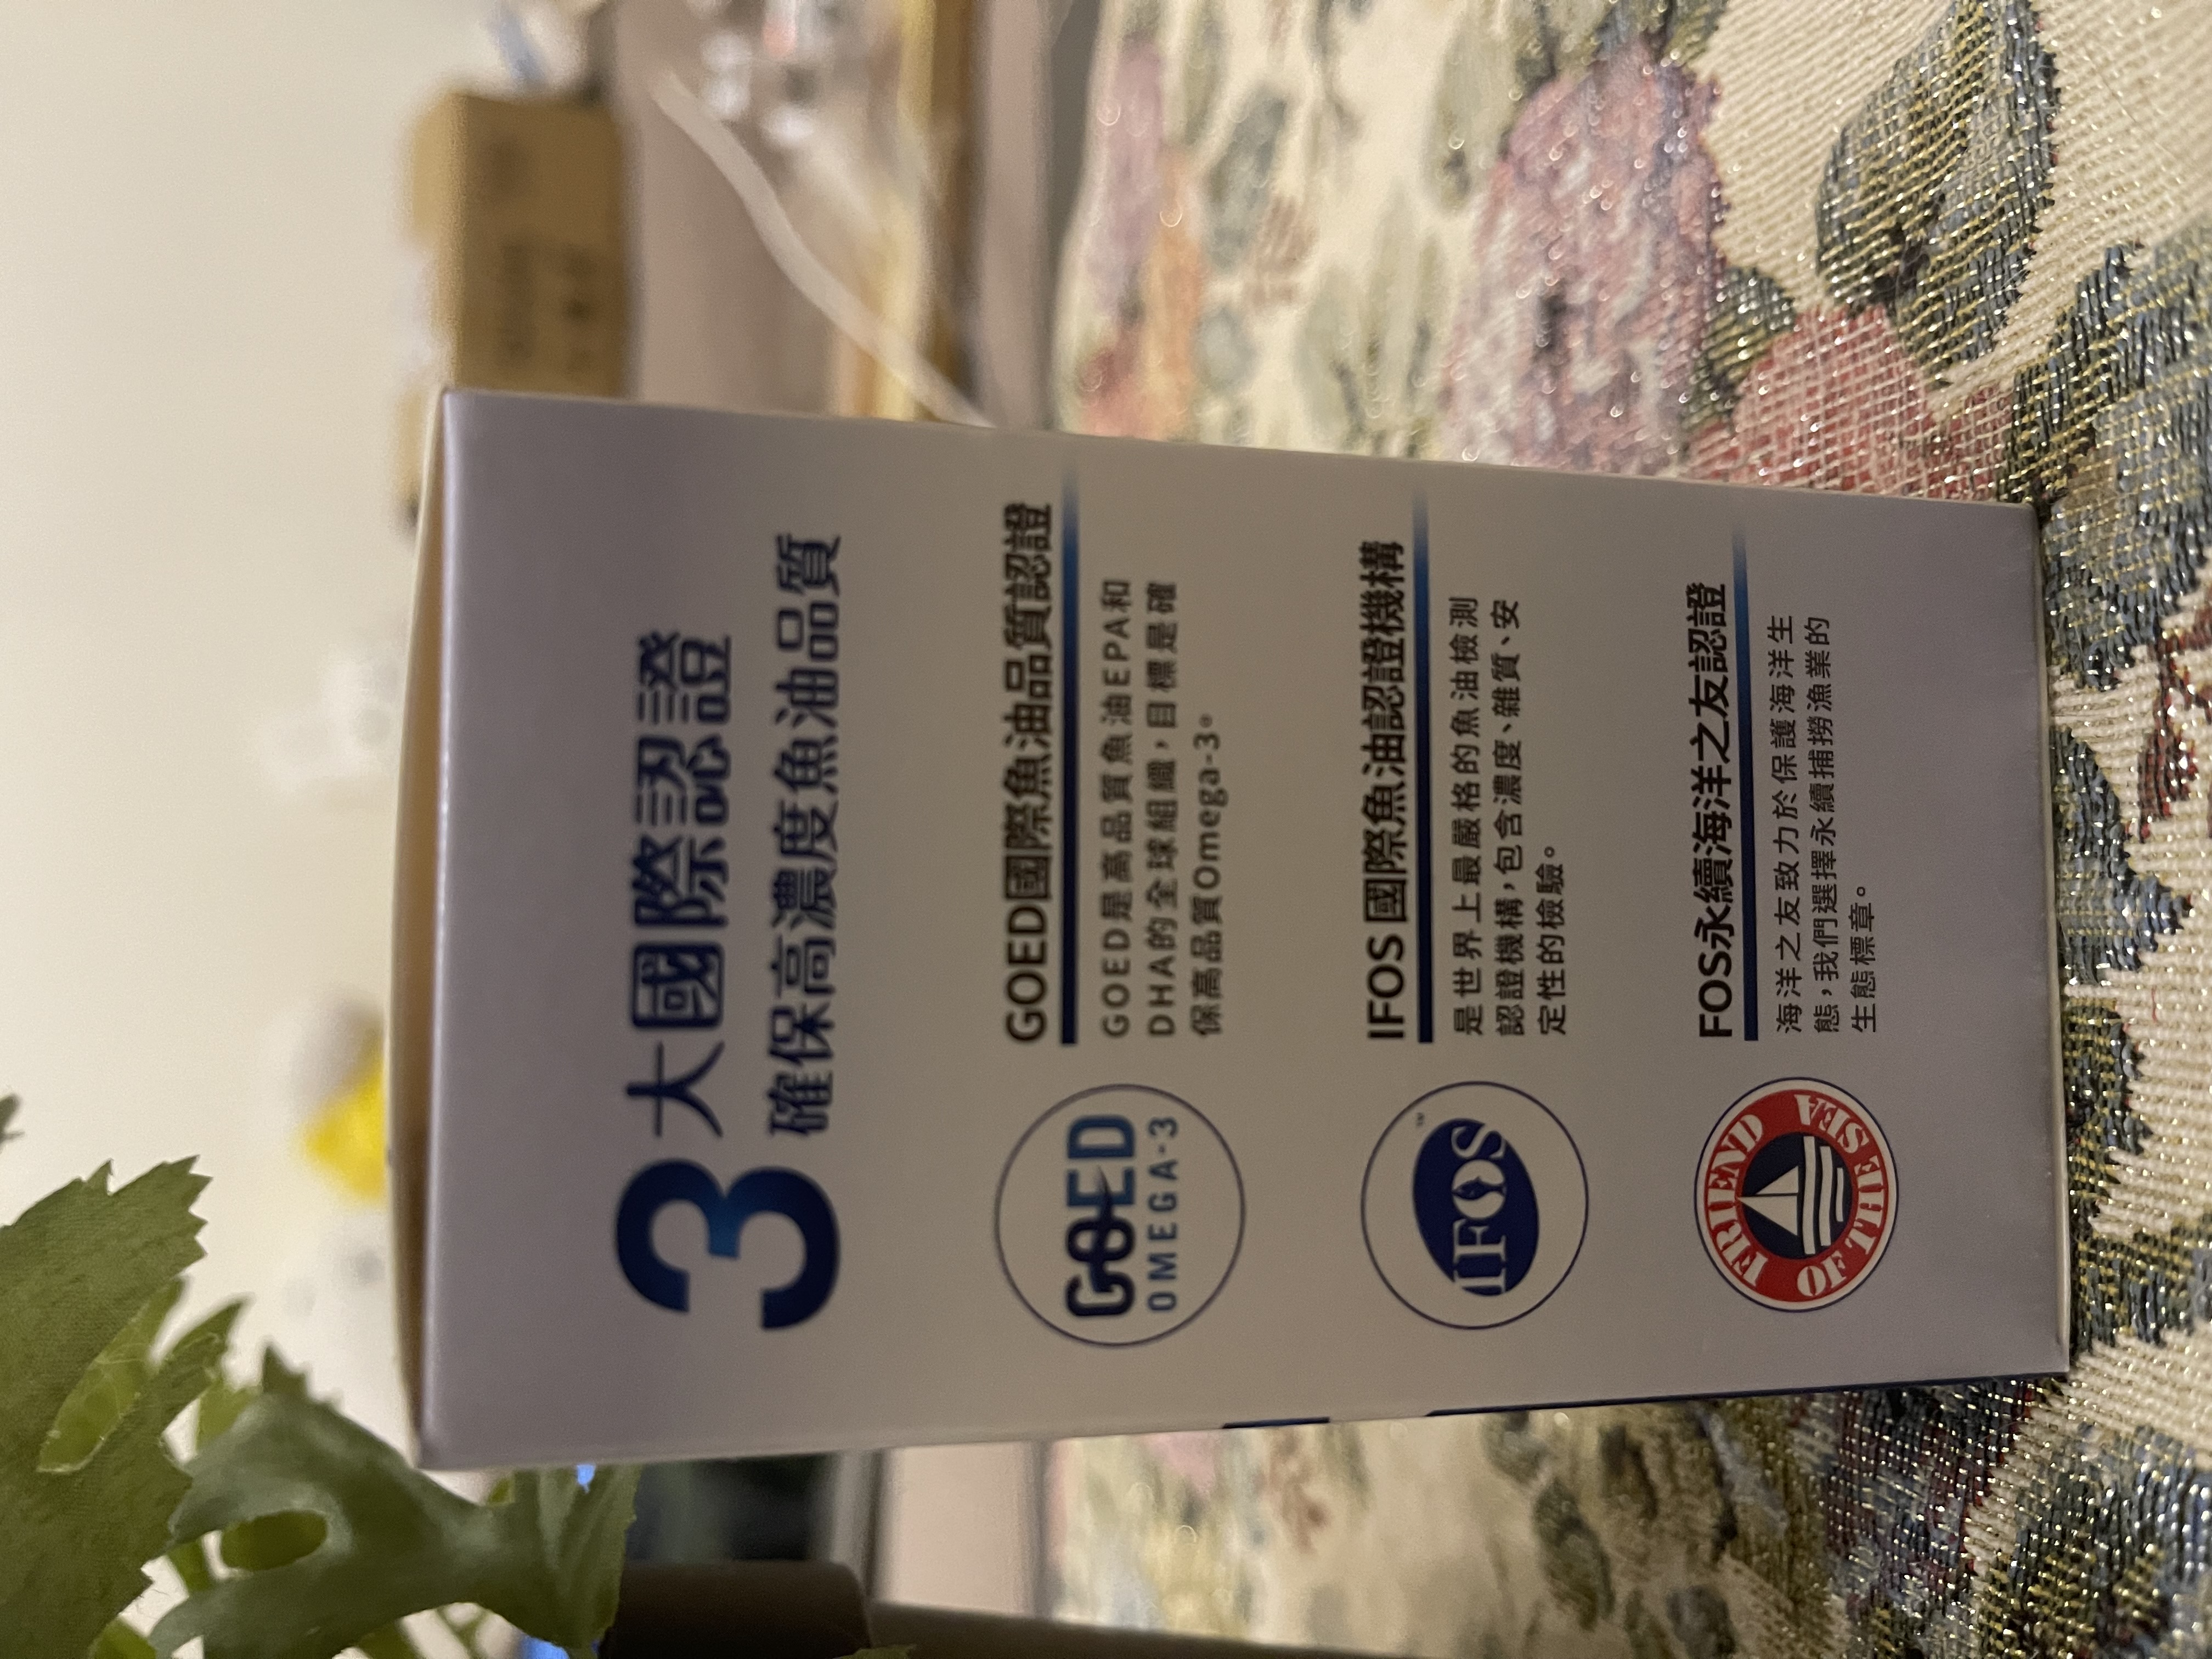 3大國際認證
確保高濃度魚油品質
GOED
OMEGA-3
GOED國際魚油品質認證
GOED是高品質魚油EPA和
DHA的全球組織，目標是確
保高品質Omega-3。
IFOS™
IFOS 國際魚油認證機構
是世界上最嚴格的魚油檢測
認證機構，包含濃度、雜質、安
定性的檢驗。
FRIEND OF THE SEA
FOS永續海洋之友認證
海洋之友致力於保護海洋生
態，我們選擇永續捕撈漁業的
生態標章。